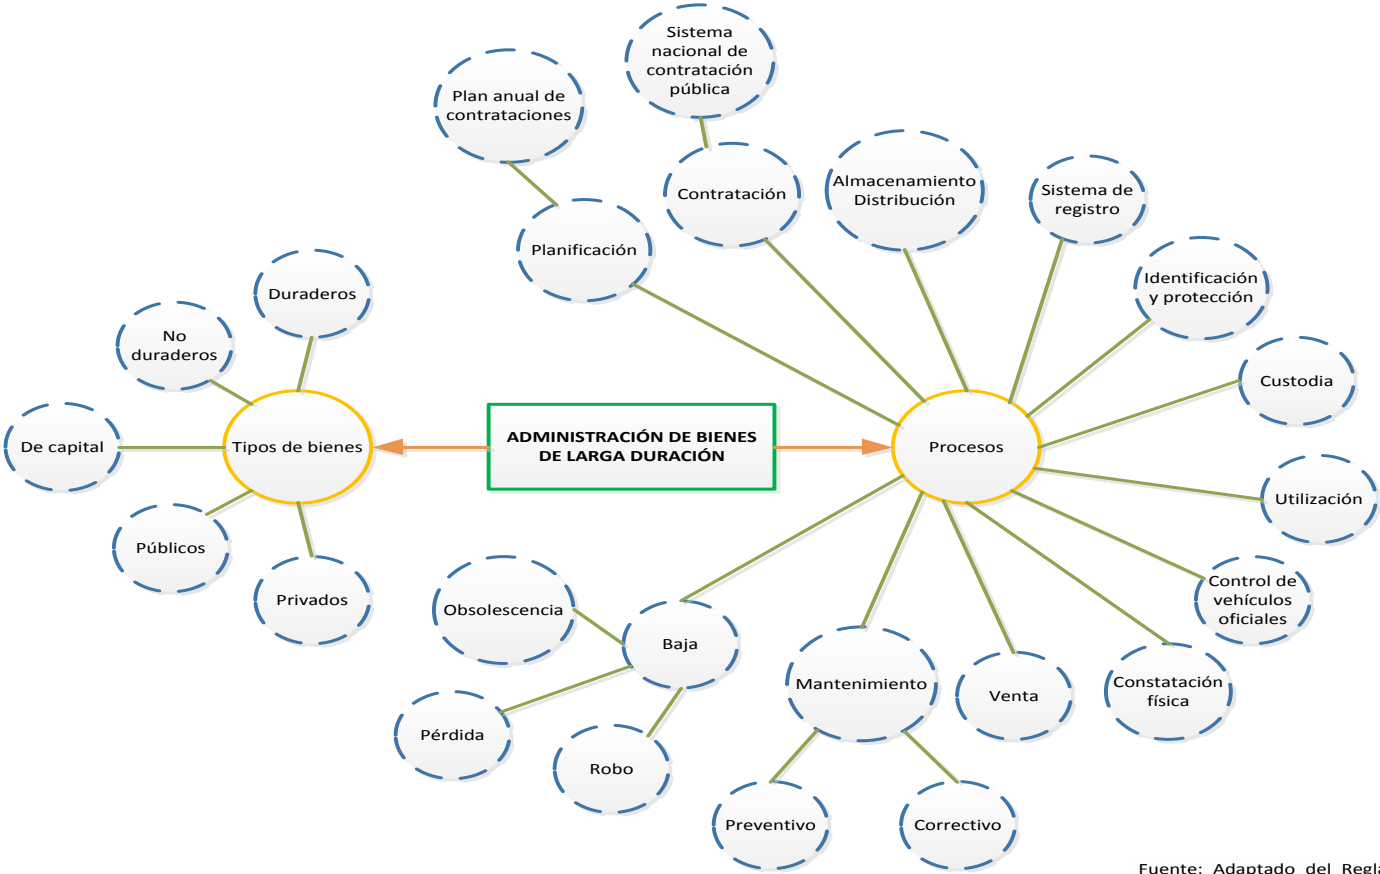 Sistema
nacional de
contratación
pública
Plan anual de
contrataciones
Contratación
Almacenamiento
Distribución
Sistema de
registro
Planificación
Identificación
y protección
Duraderos
No
duraderos
Custodia
De capital
Tipos de bienes
ADMINISTRACIÓN DE BIENES
DE LARGA DURACIÓN
Procesos
Utilización
Públicos
Privados
Obsolescencia
Baja
Control de
vehículos
oficiales
Mantenimiento
Venta
Constatación
física
Pérdida
Robo
Preventivo
Correctivo
Fuente: Adaptado del